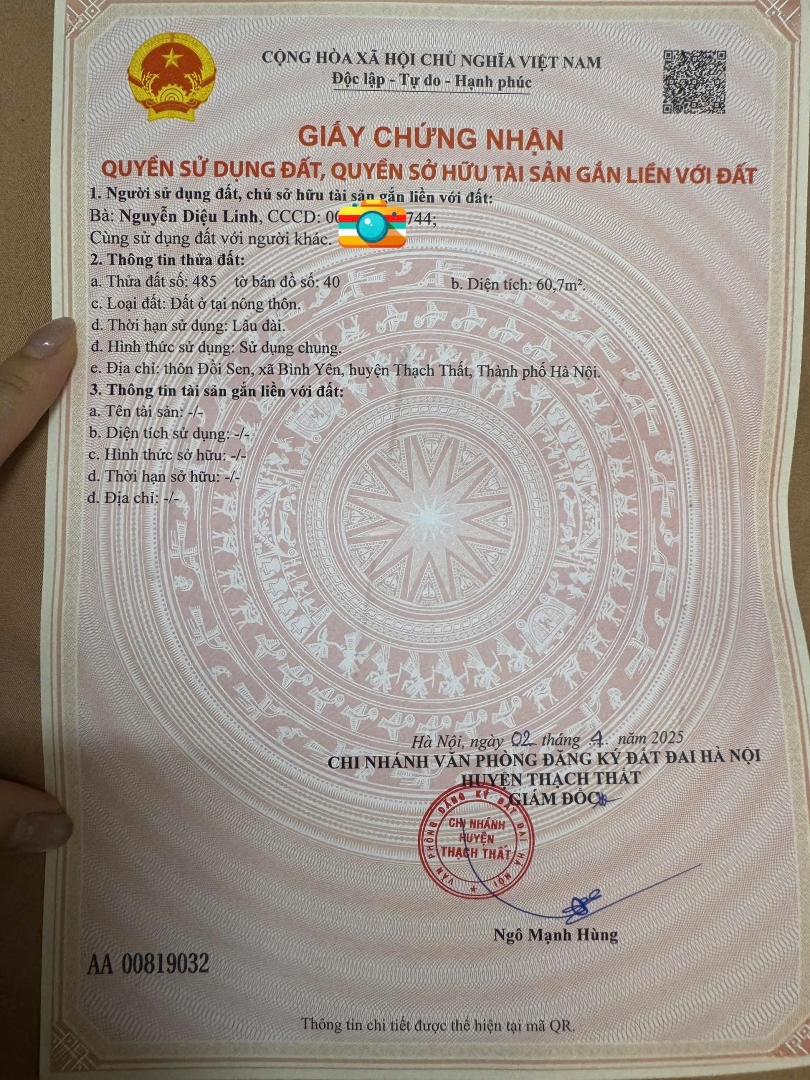 CỘNG HÒA XÃ HỘI CHỦ NGHĨA VIỆT NAM
Độc lập - Tự do - Hạnh phúc
GIẤY CHỨNG NHẬN
QUYỀN SỬ DỤNG ĐẤT, QUYỀN SỞ HỮU TÀI SẢN GẮN LIỀN VỚI ĐẤT
1. Người sử dụng đất, chủ sở hữu tài sản gắn liền với đất:
Bà: Nguyễn Diệu Linh, CCCD: 0 744;
Cùng sử dụng đất với người khác.
2. Thông tin thửa đất:
a. Thửa đất số: 485 tờ bản đồ số: 40 b. Diện tích: 60,7m².
c. Loại đất: Đất ở tại nông thôn.
d. Thời hạn sử dụng: Lâu dài.
đ. Hình thức sử dụng: Sử dụng chung.
e. Địa chỉ: thôn Đồi Sen, xã Bình Yên, huyện Thạch Thất, Thành phố Hà Nội.
3. Thông tin tài sản gắn liền với đất:
a. Tên tài sản: -/-
b. Diện tích sử dụng: -/-
c. Hình thức sở hữu: -/-
d. Thời hạn sở hữu: -/-
đ. Địa chỉ: -/-
Hà Nội, ngày 02 tháng 4 năm 2025
CHI NHÁNH VĂN PHÒNG ĐĂNG KÝ ĐẤT ĐAI HÀ NỘI
HUYỆN THẠCH THẤT
GIÁM ĐỐC
VĂN PHÒNG ĐĂNG KÝ ĐẤT ĐAI HÀ NỘI
CHI NHÁNH
HUYỆN
THẠCH THẤT
Ngô Mạnh Hùng
AA 00819032
Thông tin chi tiết được thể hiện tại mã QR.